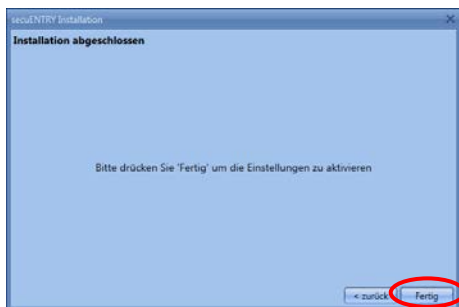 secuENTRY Installation
Installation abgeschlossen
Bitte drücken Sie 'Fertig' um die Einstellungen zu aktivieren
< zurück Fertig